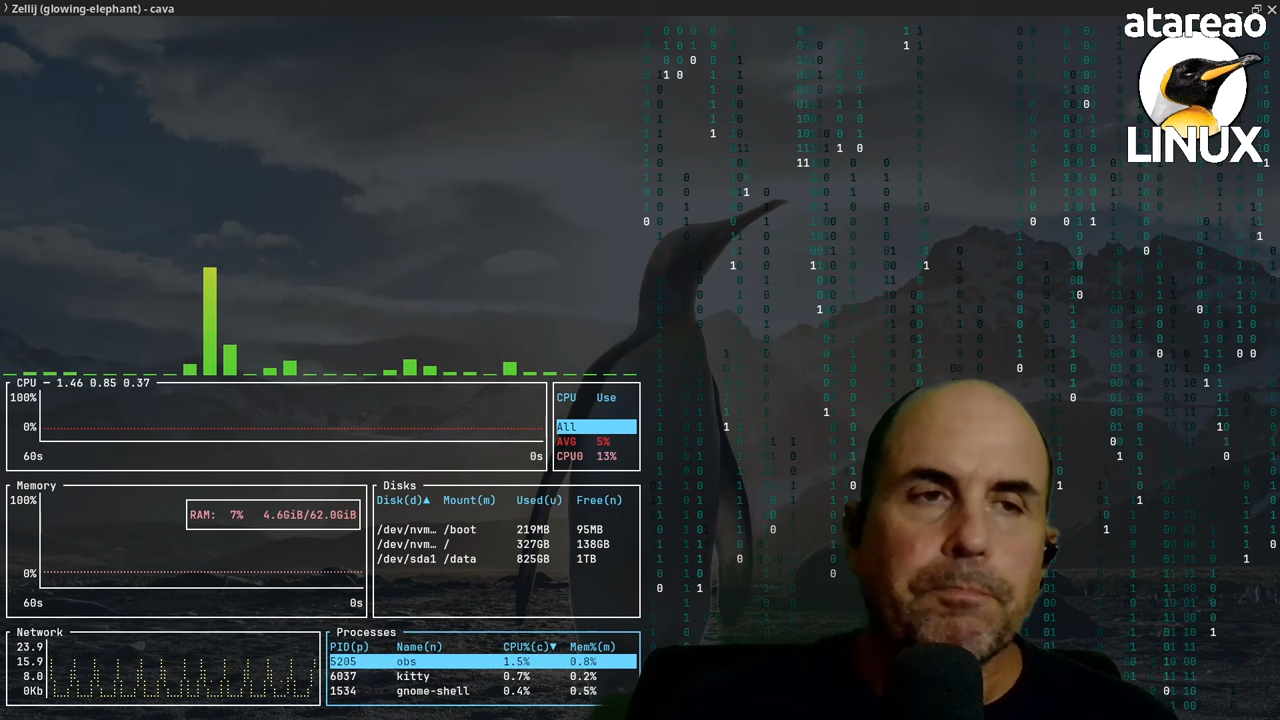 Zellij (glowing-elephant) - cava
atareao
LINUX
CPU — 1.46 0.85 0.37
100%
0%
60s 0s
CPU Use
All
AVG 5%
CPU0 13%
Memory
100%
RAM: 7% 4.6GiB/62.0GiB
0%
60s 0s
Disks
Disk(d)▲ Mount(m) Used(u) Free(n)
/dev/nvm… /boot 219MB 95MB
/dev/nvm… / 327GB 138GB
/dev/sda1 /data 825GB 1TB
Network
23.9
15.9
8.0
0Kb
Processes
PID(p) Name(n) CPU%(c)▼ Mem%(m)
5205 obs 1.5% 0.8%
6037 kitty 0.7% 0.2%
1534 gnome-shell 0.4% 0.5%